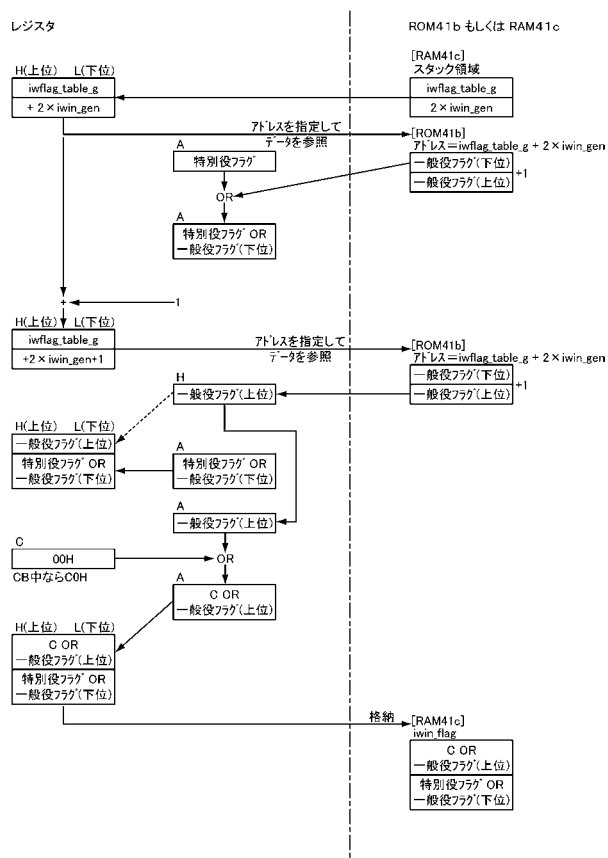 レジスタ
ROM41b もしくは RAM41c
[RAM41c]
スタック領域
H(上位) L(下位)
iwflag_table_g
+ 2×iwin_gen
iwflag_table_g
2×iwin_gen
アドレスを指定して
データを参照
[ROM41b]
アドレス=iwflag_table_g + 2×iwin_gen
一般役フラグ(下位)
一般役フラグ(上位)
+1
A
特別役フラグ
OR
A
特別役フラグ OR
一般役フラグ(下位)
+
1
H(上位) L(下位)
iwflag_table_g
+2×iwin_gen+1
アドレスを指定して
データを参照
[ROM41b]
アドレス=iwflag_table_g + 2×iwin_gen
一般役フラグ(下位)
一般役フラグ(上位)
+1
H
一般役フラグ(上位)
H(上位) L(下位)
一般役フラグ(上位)
特別役フラグ OR
一般役フラグ(下位)
A
特別役フラグ OR
一般役フラグ(下位)
A
一般役フラグ(上位)
C
00H
CB中ならC0H
OR
A
C OR
一般役フラグ(上位)
H(上位) L(下位)
C OR
一般役フラグ(上位)
特別役フラグ OR
一般役フラグ(下位)
格納
[RAM41c]
iwin_flag
C OR
一般役フラグ(上位)
特別役フラグ OR
一般役フラグ(下位)